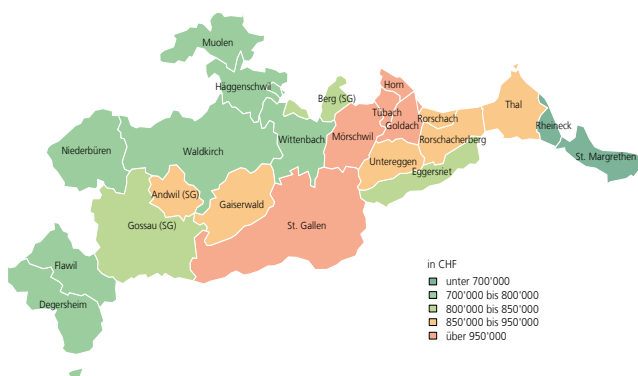 Muolen
Häggenschwil
Berg (SG)
Horn
Thal
Tübach
Goldach
Rorschach
Rheineck
Niederbüren
Waldkirch
Wittenbach
Mörschwil
Rorschacherberg
Untereggen
St. Margrethen
Eggersriet
Andwil (SG)
Gaiserwald
Gossau (SG)
St. Gallen
Flawil
Degersheim
in CHF
unter 700'000
700'000 bis 800'000
800'000 bis 850'000
850'000 bis 950'000
über 950'000